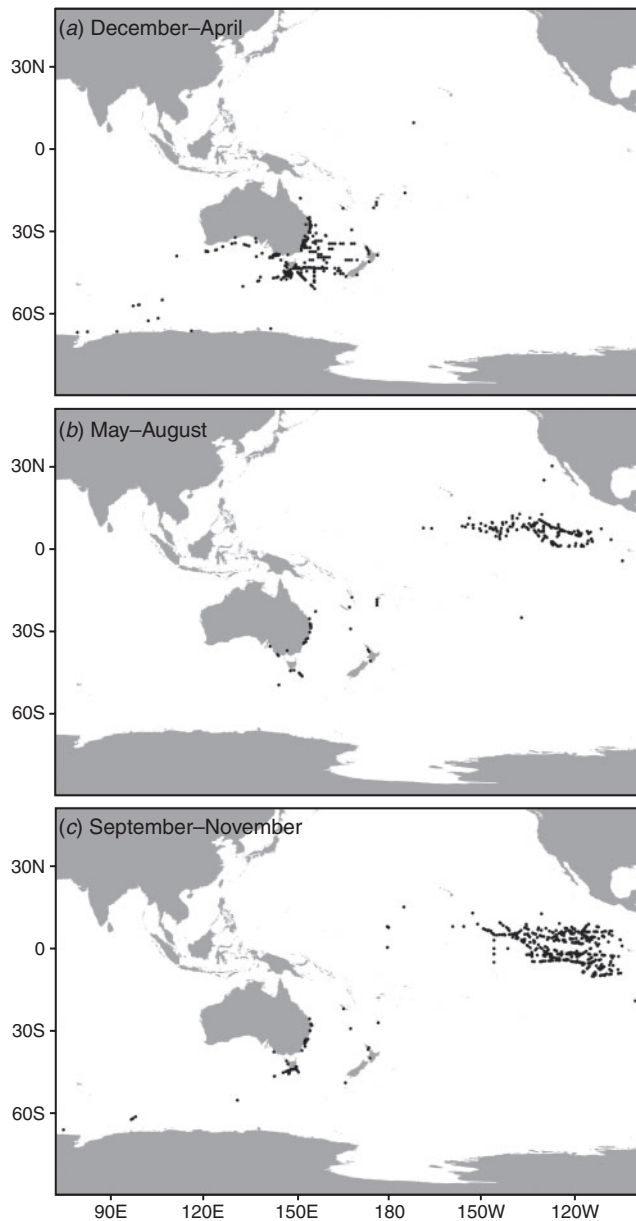 (a) December–April
30N
0
30S
60S
(b) May–August
30N
0
30S
60S
(c) September–November
30N
0
30S
60S
90E 120E 150E 180 150W 120W